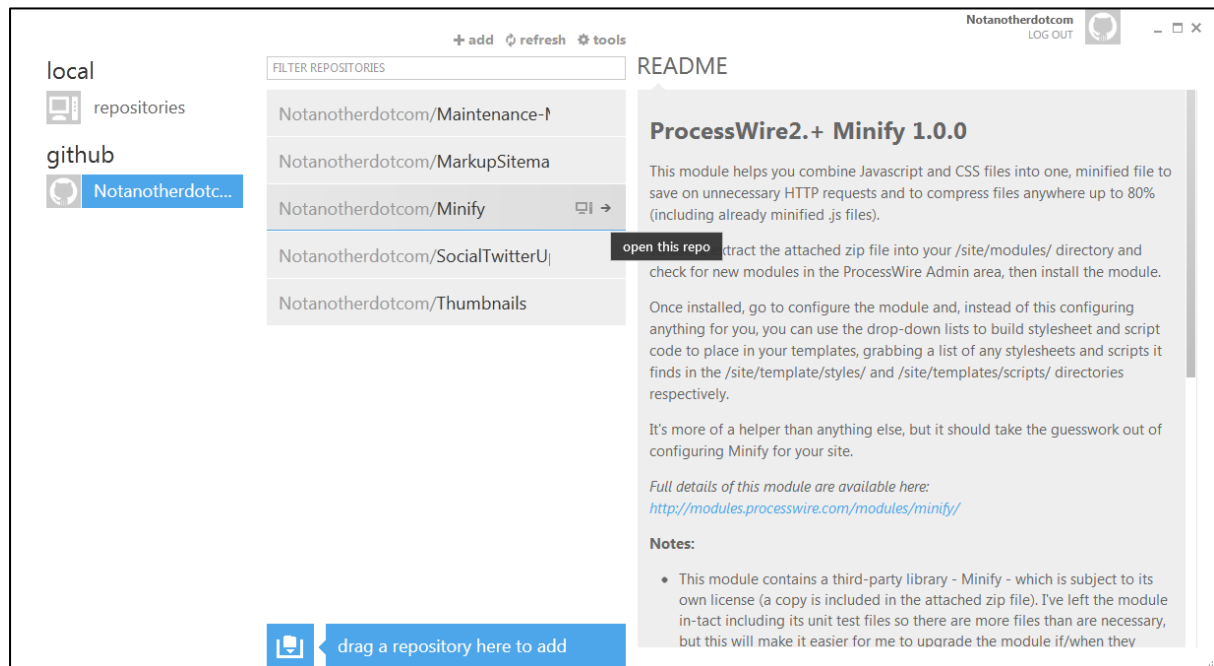 Notanotherdotcom
LOG OUT
add refresh tools
local
repositories
github
Notanotherdotc...
FILTER REPOSITORIES
Notanotherdotcom/Maintenance-
Notanotherdotcom/MarkupSitema
Notanotherdotcom/Minify
Notanotherdotcom/SocialTwitterU
Notanotherdotcom/Thumbnails
open this repo
drag a repository here to add
README
ProcessWire2.+ Minify 1.0.0
This module helps you combine Javascript and CSS files into one, minified file to
save on unnecessary HTTP requests and to compress files anywhere up to 80%
(including already minified .js files).
extract the attached zip file into your /site/modules/ directory and
check for new modules in the ProcessWire Admin area, then install the module.
Once installed, go to configure the module and, instead of this configuring
anything for you, you can use the drop-down lists to build stylesheet and script
code to place in your templates, grabbing a list of any stylesheets and scripts it
finds in the /site/template/styles/ and /site/templates/scripts/ directories
respectively.
It's more of a helper than anything else, but it should take the guesswork out of
configuring Minify for your site.
Full details of this module are available here:
http://modules.processwire.com/modules/minify/
Notes:
This module contains a third-party library - Minify - which is subject to its
own license (a copy is included in the attached zip file). I've left the module
in-tact including its unit test files so there are more files than are necessary,
but this will make it easier for me to upgrade the module if/when they